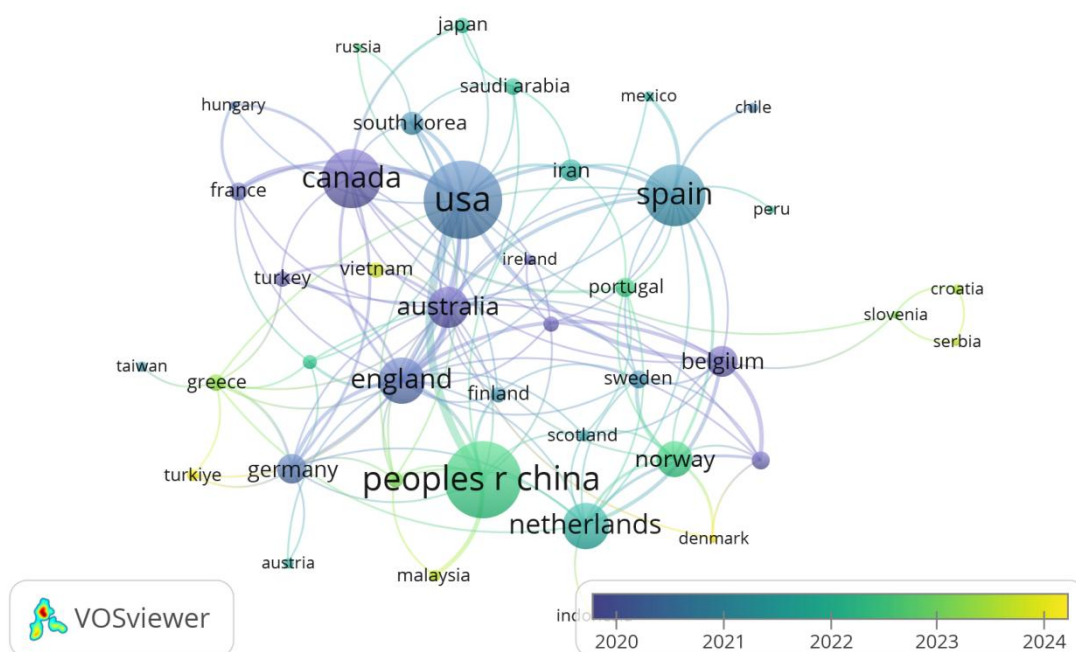 japan
russia
saudi arabia
mexico
hungary
chile
south korea
iran
canada
usa
spain
france
peru
ireland
turkey
vietnam
portugal
croatia
australia
slovenia
serbia
taiwan
belgium
greece
england
sweden
finland
scotland
norway
turkiye
germany
peoples r china
netherlands
denmark
austria
malaysia
VOSviewer
2020
2021
2022
2023
2024